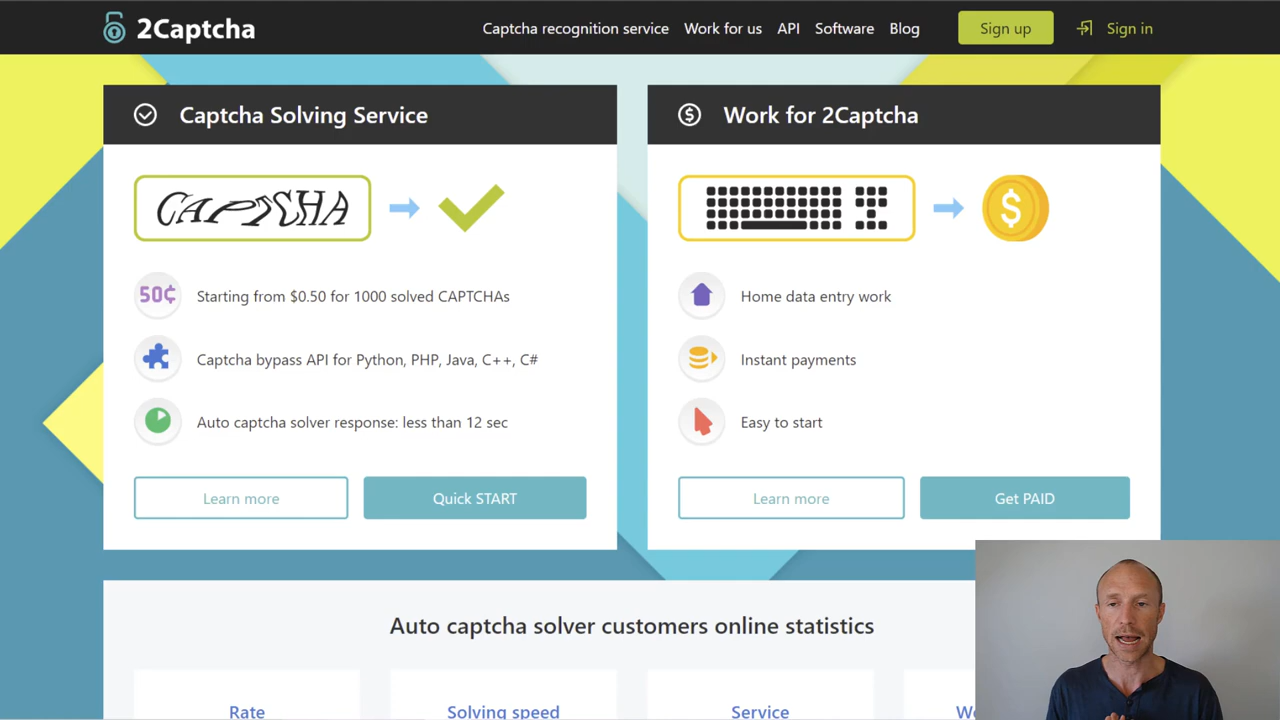 2Captcha
Captcha recognition service
Work for us
API
Software
Blog
Sign up
Sign in
Captcha Solving Service
CAPTCHA
50¢
Starting from $0.50 for 1000 solved CAPTCHAs
Captcha bypass API for Python, PHP, Java, C++, C#
Auto captcha solver response: less than 12 sec
Learn more
Quick START
Work for 2Captcha
$
Home data entry work
Instant payments
Easy to start
Learn more
Get PAID
Auto captcha solver customers online statistics
Rate
Solving speed
Service